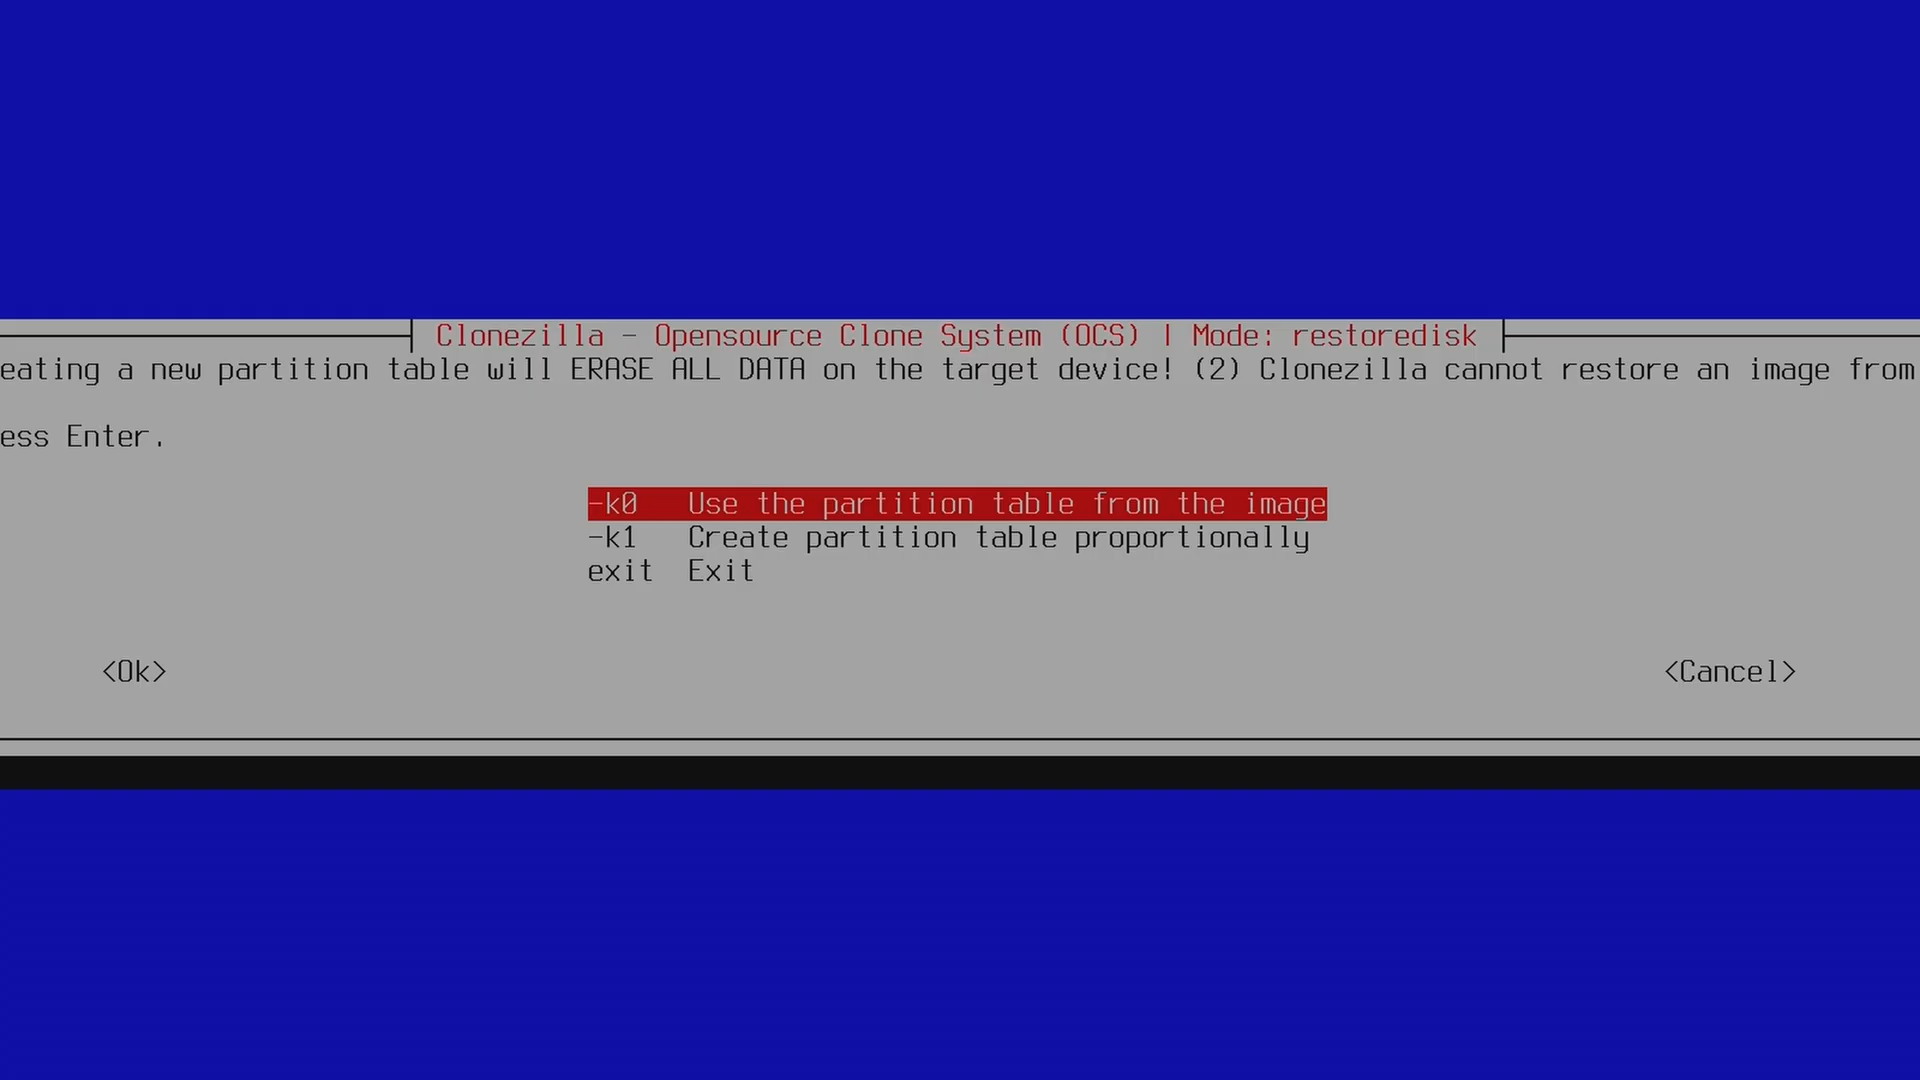 Clonezilla - Opensource Clone System (OCS) | Mode: restoredisk
eating a new partition table will ERASE ALL DATA on the target device! (2) Clonezilla cannot restore an image from
ess Enter.
-k0 Use the partition table from the image
-k1 Create partition table proportionally
exit Exit
<Ok> <Cancel>